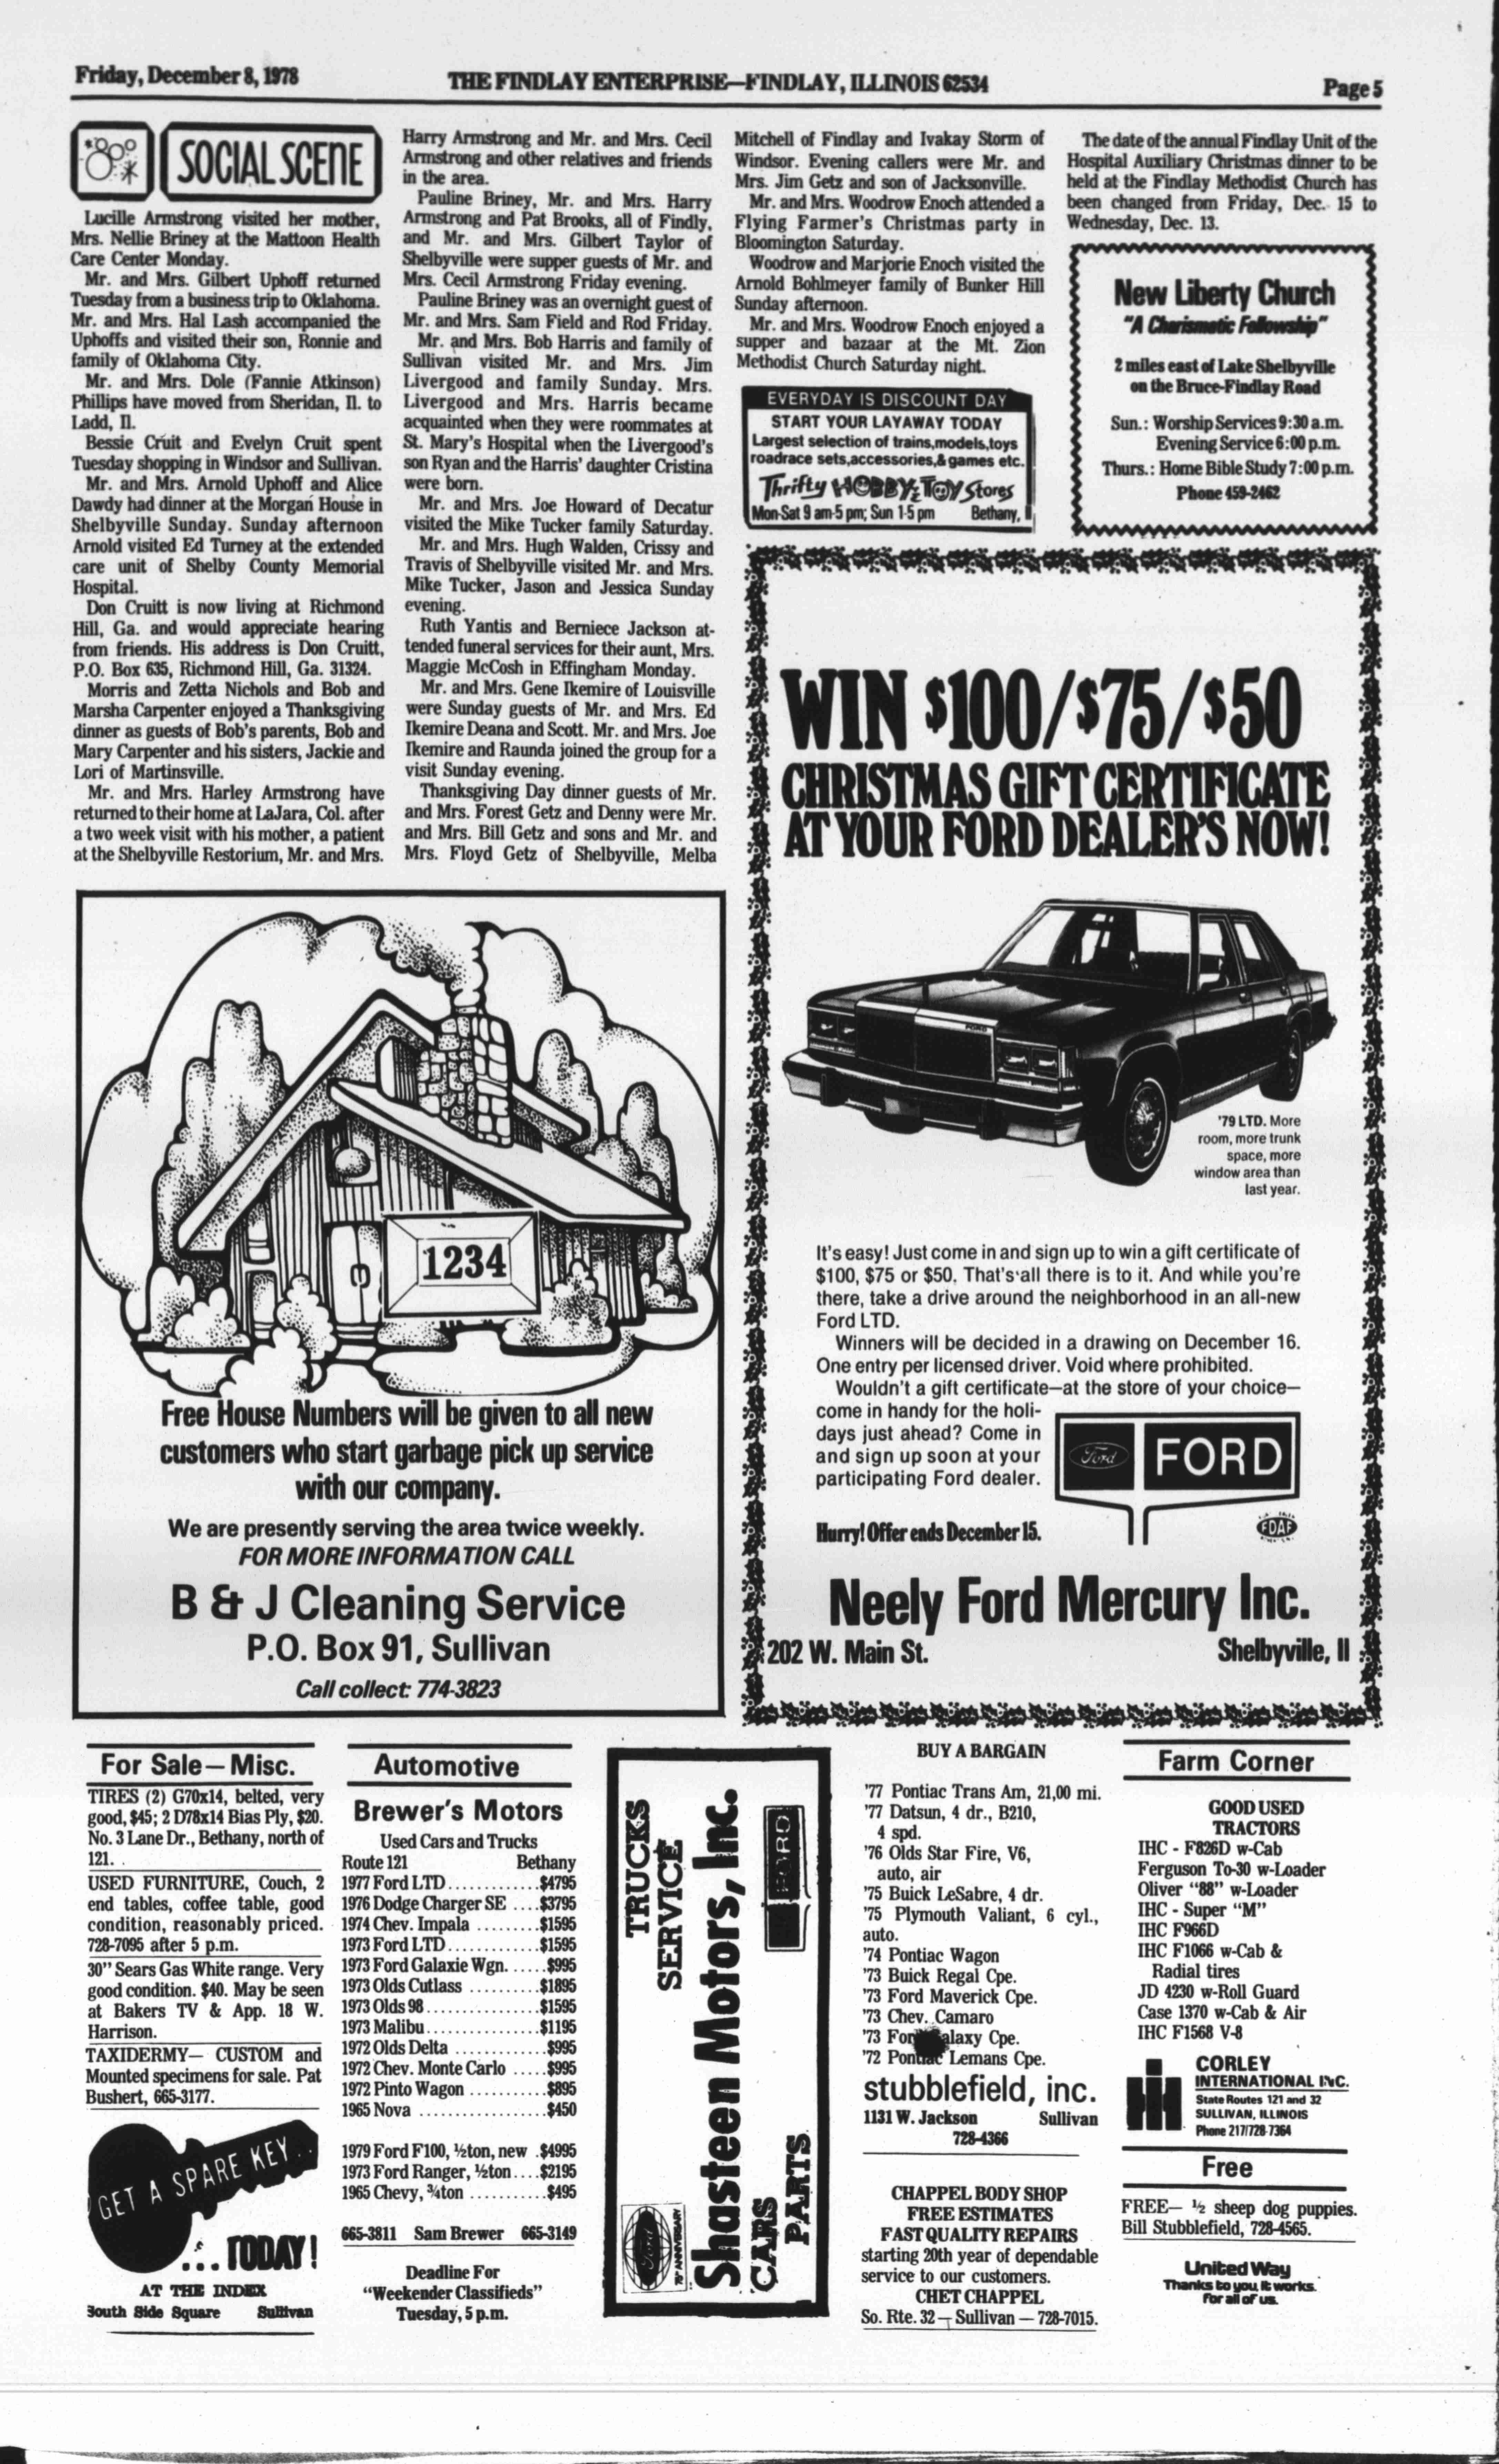 Friday, December 8, 1978
THE FINDLAY ENTERPRISE—FINDLAY, ILLINOIS 62534
Page 5
SOCIAL SCENE
Lucille Armstrong visited her mother,
Mrs. Nellie Briney at the Mattoon Health
Care Center Monday.
Mr. and Mrs. Gilbert Uphoff returned
Tuesday from a business trip to Oklahoma.
Mr. and Mrs. Hal Lash accompanied the
Uphoffs and visited their son, Ronnie and
family of Oklahoma City.
Mr. and Mrs. Dole (Fannie Atkinson)
Phillips have moved from Sheridan, Il. to
Ladd, Il.
Bessie Cruit and Evelyn Cruit spent
Tuesday shopping in Windsor and Sullivan.
Mr. and Mrs. Arnold Uphoff and Alice
Dawdy had dinner at the Morgan House in
Shelbyville Sunday. Sunday afternoon
Arnold visited Ed Turney at the extended
care unit of Shelby County Memorial
Hospital.
Don Cruitt is now living at Richmond
Hill, Ga. and would appreciate hearing
from friends. His address is Don Cruitt,
P.O. Box 635, Richmond Hill, Ga. 31324.
Morris and Zetta Nichols and Bob and
Marsha Carpenter enjoyed a Thanksgiving
dinner as guests of Bob's parents, Bob and
Mary Carpenter and his sisters, Jackie and
Lori of Martinsville.
Mr. and Mrs. Harley Armstrong have
returned to their home at LaJara, Col. after
a two week visit with his mother, a patient
at the Shelbyville Restorium, Mr. and Mrs.
Harry Armstrong and Mr. and Mrs. Cecil
Armstrong and other relatives and friends
in the area.
Pauline Briney, Mr. and Mrs. Harry
Armstrong and Pat Brooks, all of Findly,
and Mr. and Mrs. Gilbert Taylor of
Shelbyville were supper guests of Mr. and
Mrs. Cecil Armstrong Friday evening.
Pauline Briney was an overnight guest of
Mr. and Mrs. Sam Field and Rod Friday.
Mr. and Mrs. Bob Harris and family of
Sullivan visited Mr. and Mrs. Jim
Livergood and family Sunday. Mrs.
Livergood and Mrs. Harris became
acquainted when they were roommates at
St. Mary's Hospital when the Livergood's
son Ryan and the Harris' daughter Cristina
were born.
Mr. and Mrs. Joe Howard of Decatur
visited the Mike Tucker family Saturday.
Mr. and Mrs. Hugh Walden, Crissy and
Travis of Shelbyville visited Mr. and Mrs.
Mike Tucker, Jason and Jessica Sunday
evening.
Ruth Yantis and Berniece Jackson at-
tended funeral services for their aunt, Mrs.
Maggie McCosh in Effingham Monday.
Mr. and Mrs. Gene Ikemire of Louisville
were Sunday guests of Mr. and Mrs. Ed
Ikemire Deana and Scott. Mr. and Mrs. Joe
Ikemire and Raunda joined the group for a
visit Sunday evening.
Thanksgiving Day dinner guests of Mr.
and Mrs. Forest Getz and Denny were Mr.
and Mrs. Bill Getz and sons and Mr. and
Mrs. Floyd Getz of Shelbyville, Melba
Mitchell of Findlay and Ivakay Storm of
Windsor. Evening callers were Mr. and
Mrs. Jim Getz and son of Jacksonville.
Mr. and Mrs. Woodrow Enoch attended a
Flying Farmer's Christmas party in
Bloomington Saturday.
Woodrow and Marjorie Enoch visited the
Arnold Bohlmeyer family of Bunker Hill
Sunday afternoon.
Mr. and Mrs. Woodrow Enoch enjoyed a
supper and bazaar at the Mt. Zion
Methodist Church Saturday night.
The date of the annual Findlay Unit of the
Hospital Auxiliary Christmas dinner to be
held at the Findlay Methodist Church has
been changed from Friday, Dec. 15 to
Wednesday, Dec. 13.
EVERYDAY IS DISCOUNT DAY
START YOUR LAYAWAY TODAY
Largest selection of trains,models,toys
roadrace sets,accessories,& games etc.
Thrifty HOBBY & TOY Stores
Mon-Sat 9 am-5 pm; Sun 1-5 pm Bethany,
New Liberty Church
"A Charismatic Fellowship"
2 miles east of Lake Shelbyville
on the Bruce-Findlay Road
Sun.: Worship Services 9:30 a.m.
Evening Service 6:00 p.m.
Thurs.: Home Bible Study 7:00 p.m.
Phone 459-2462
1234
Free House Numbers will be given to all new
customers who start garbage pick up service
with our company.
We are presently serving the area twice weekly.
FOR MORE INFORMATION CALL
B & J Cleaning Service
P.O. Box 91, Sullivan
Call collect: 774-3823
WIN $100/$75/$50
CHRISTMAS GIFT CERTIFICATE
AT YOUR FORD DEALER'S NOW!
FORD
'79 LTD. More
room, more trunk
space, more
window area than
last year.
It's easy! Just come in and sign up to win a gift certificate of
$100, $75 or $50. That's all there is to it. And while you're
there, take a drive around the neighborhood in an all-new
Ford LTD.
Winners will be decided in a drawing on December 16.
One entry per licensed driver. Void where prohibited.
Wouldn't a gift certificate—at the store of your choice—
come in handy for the holi-
days just ahead? Come in
and sign up soon at your
participating Ford dealer.
Ford FORD
FDAF
Hurry! Offer ends December 15.
Neely Ford Mercury Inc.
202 W. Main St. Shelbyville, Il
For Sale—Misc.
TIRES (2) G70x14, belted, very
good, $45; 2 D78x14 Bias Ply, $20.
No. 3 Lane Dr., Bethany, north of
121.
USED FURNITURE, Couch, 2
end tables, coffee table, good
condition, reasonably priced.
728-7095 after 5 p.m.
30" Sears Gas White range. Very
good condition. $40. May be seen
at Bakers TV & App. 18 W.
Harrison.
TAXIDERMY— CUSTOM and
Mounted specimens for sale. Pat
Bushert, 665-3177.
GET A SPARE KEY...
...TODAY!
AT THE INDEX
South Side Square Sullivan
Automotive
Brewer's Motors
Used Cars and Trucks
Route 121 Bethany
1977 Ford LTD............$4795
1976 Dodge Charger SE ....$3795
1974 Chev. Impala .........$1595
1973 Ford LTD............$1595
1973 Ford Galaxie Wgn. .....$995
1973 Olds Cutlass ..........$1895
1973 Olds 98...............$1595
1973 Malibu...............$1195
1972 Olds Delta ............$995
1972 Chev. Monte Carlo .....$995
1972 Pinto Wagon ..........$895
1965 Nova .................$450
1979 Ford F100, ½ton, new .$4995
1973 Ford Ranger, ½ton....$2195
1965 Chevy, ¾ton ..........$495
665-3811 Sam Brewer 665-3149
Deadline For
"Weekender Classifieds"
Tuesday, 5 p.m.
TRUCKS
SERVICE
Shasteen Motors, Inc.
CARS
PARTS
FORD
Ford
75th ANNIVERSARY
BUY A BARGAIN
'77 Pontiac Trans Am, 21,00 mi.
'77 Datsun, 4 dr., B210,
4 spd.
'76 Olds Star Fire, V6,
auto, air
'75 Buick LeSabre, 4 dr.
'75 Plymouth Valiant, 6 cyl.,
auto.
'74 Pontiac Wagon
'73 Buick Regal Cpe.
'73 Ford Maverick Cpe.
'73 Chev. Camaro
'73 Cpe.
'72 Pontiac Lemans Cpe.
stubblefield, inc.
1131 W. Jackson Sullivan
728-4366
CHAPPEL BODY SHOP
FREE ESTIMATES
FAST QUALITY REPAIRS
starting 20th year of dependable
service to our customers.
CHET CHAPPEL
So. Rte. 32 — Sullivan — 728-7015.
Farm Corner
GOOD USED
TRACTORS
IHC - F826D w-Cab
Ferguson To-30 w-Loader
Oliver "88" w-Loader
IHC - Super "M"
IHC F966D
IHC F1066 w-Cab &
Radial tires
JD 4230 w-Roll Guard
Case 1370 w-Cab & Air
IHC F1568 V-8
CORLEY
INTERNATIONAL INC.
State Routes 121 and 32
SULLIVAN, ILLINOIS
Phone 217/728-7364
Free
FREE— ½ sheep dog puppies.
Bill Stubblefield, 728-4565.
United Way
Thanks to you. It works.
For all of us.